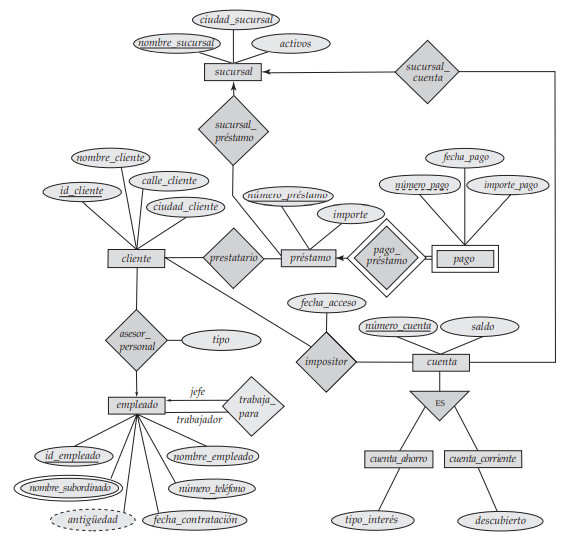 ciudad_sucursal
nombre_sucursal
activos
sucursal
sucursal_
cuenta
sucursal_
préstamo
nombre_cliente
calle_cliente
id_cliente
ciudad_cliente
fecha_pago
número_pago
importe_pago
número_préstamo
importe
cliente
prestatario
préstamo
pago_
préstamo
pago
fecha_acceso
número_cuenta
saldo
asesor_
personal
tipo
impositor
cuenta
jefe
empleado
trabajador
trabaja_
para
ES
id_empleado
nombre_empleado
cuenta_ahorro
cuenta_corriente
nombre_subordinado
número_teléfono
antigüedad
fecha_contratación
tipo_interés
descubierto